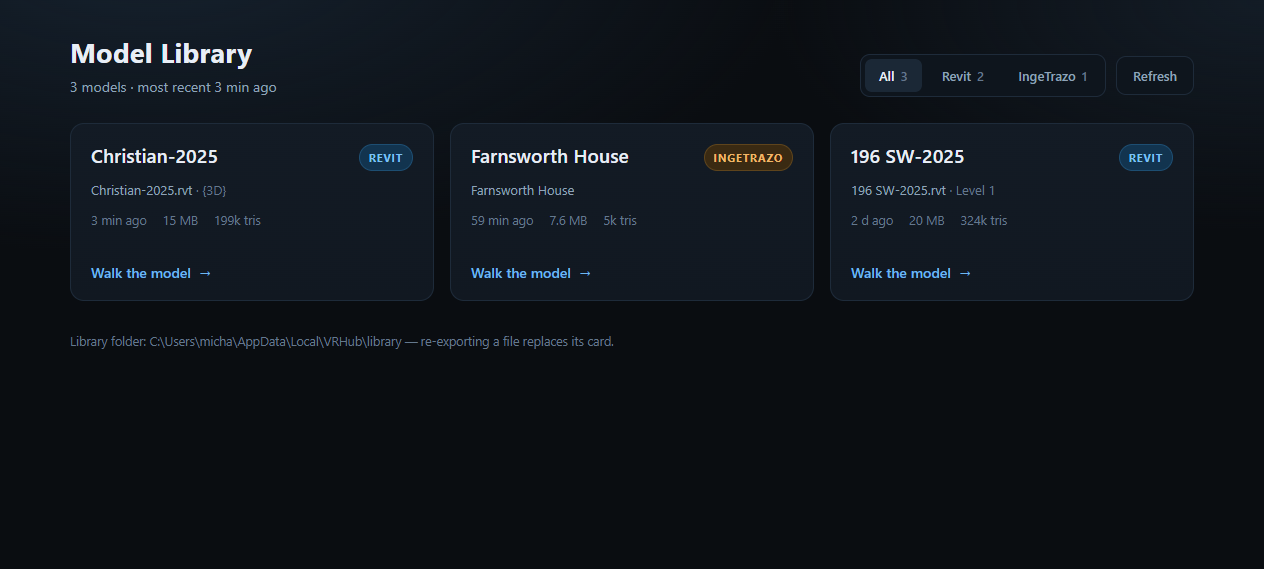 Model Library
3 models · most recent 3 min ago
All 3
Revit 2
IngeTrazo 1
Refresh
Christian-2025
REVIT
Christian-2025.rvt · {3D}
3 min ago 15 MB 199k tris
Walk the model →
Farnsworth House
INGETRAZO
Farnsworth House
59 min ago 7.6 MB 5k tris
Walk the model →
196 SW-2025
REVIT
196 SW-2025.rvt · Level 1
2 d ago 20 MB 324k tris
Walk the model →
Library folder: C:\Users\micha\AppData\Local\VRHub\library — re-exporting a file replaces its card.